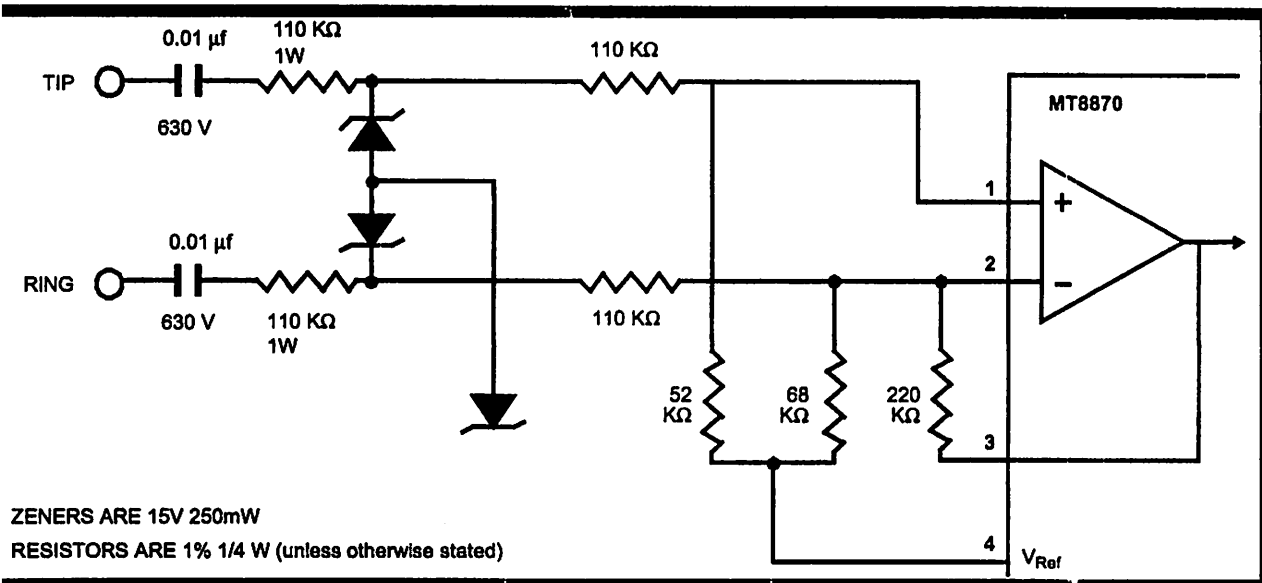 0.01 µf
110 KΩ
1W
110 KΩ
TIP
630 V
MT8870
1
+
0.01 µf
2
RING
−
630 V
110 KΩ
1W
110 KΩ
52
KΩ
68
KΩ
220
KΩ
3
ZENERS ARE 15V 250mW
RESISTORS ARE 1% 1/4 W (unless otherwise stated)
4
VRef